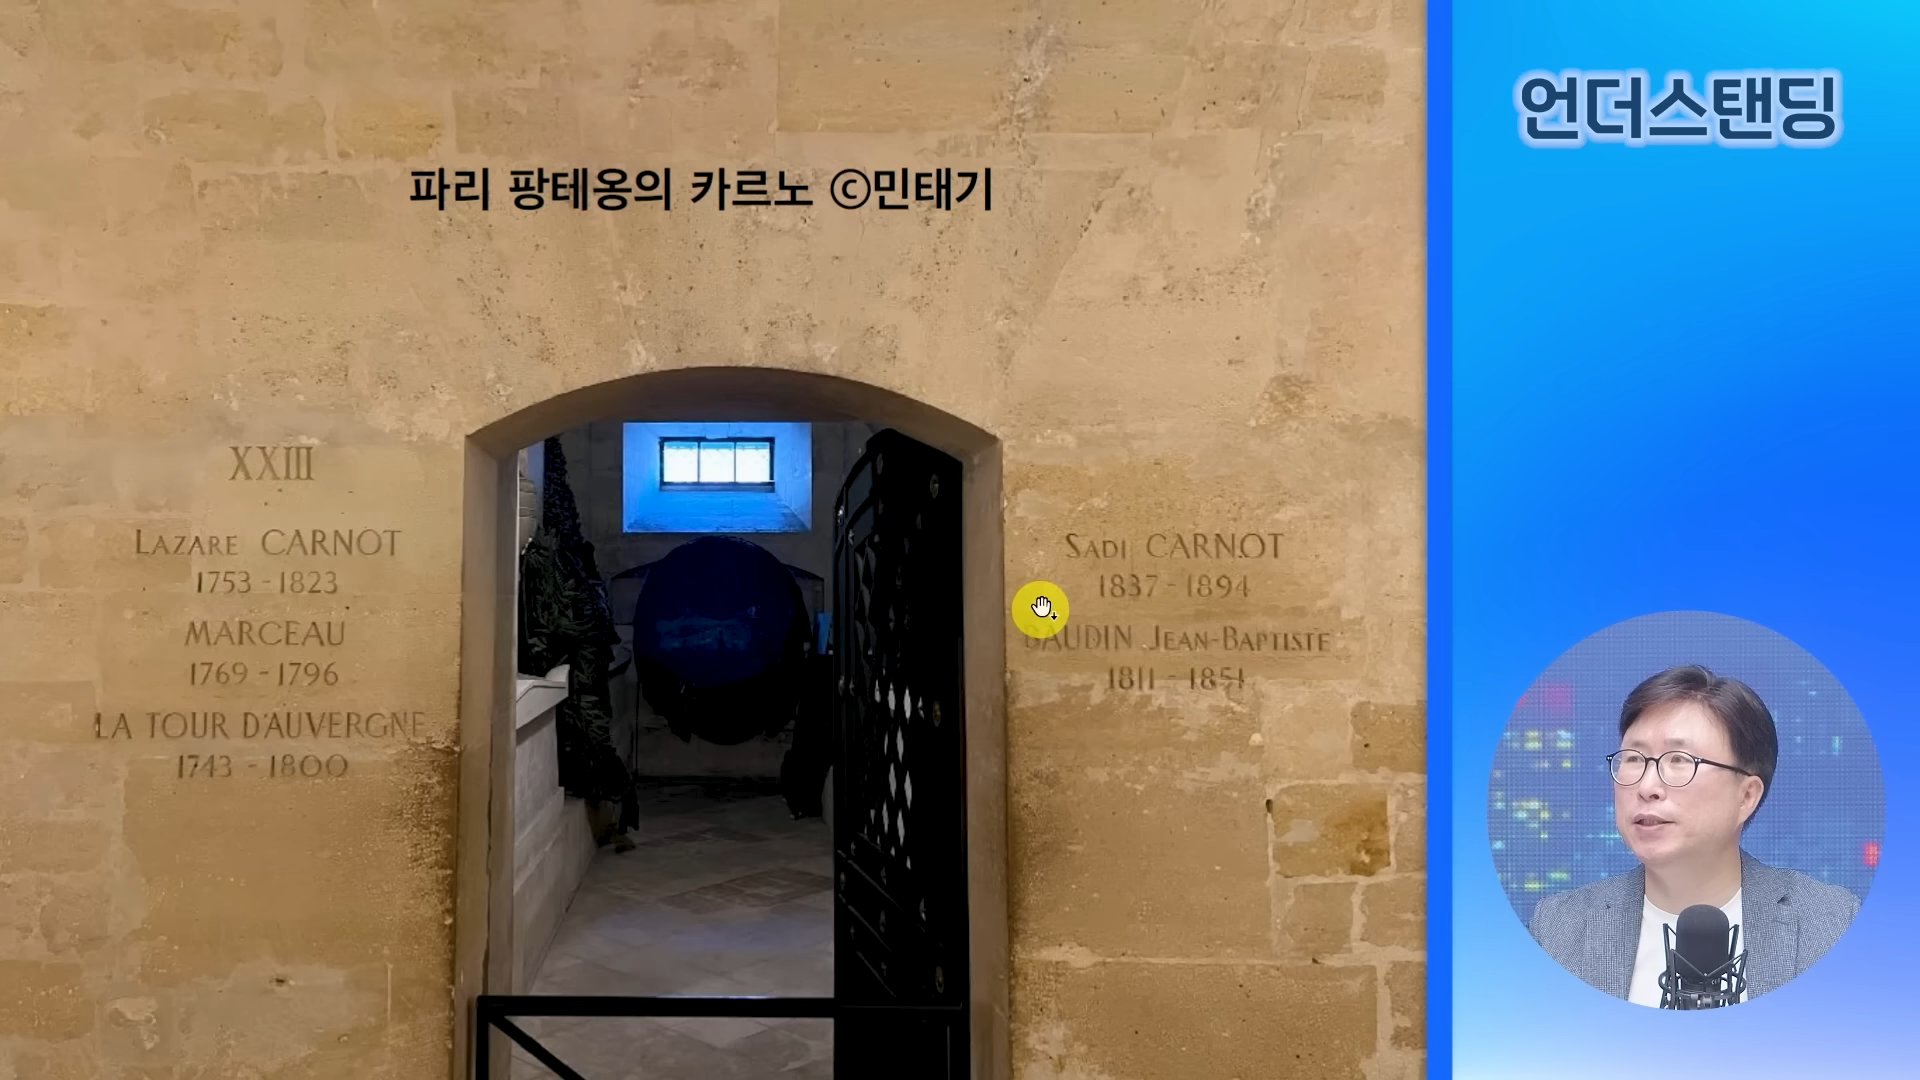 언더스탠딩
파리 팡테옹의 카르노 ©민태기
XXIII
LAZARE CARNOT
1753 - 1823
MARCEAU
1769 - 1796
LA TOUR D'AUVERGNE
1743 - 1800
SADI CARNOT
1837 - 1894
BAUDIN JEAN-BAPTISTE
1811 - 1851